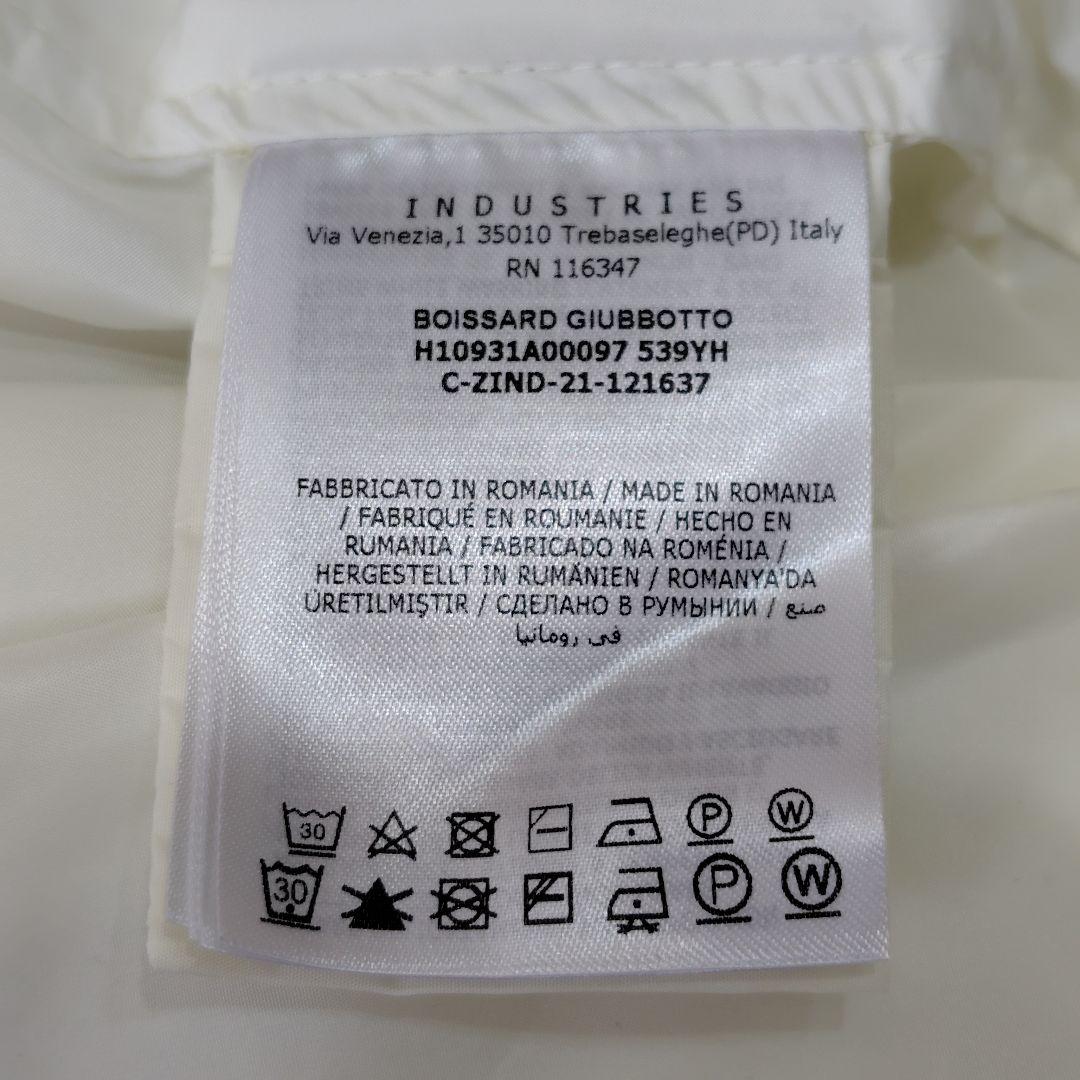 INDUSTRIES
Via Venezia,1 35010 Trebaseleghe(PD) Italy
RN 116347
BOISSARD GIUBBOTTO
H10931A00097 539YH
C-ZIND-21-121637
FABBRICATO IN ROMANIA / MADE IN ROMANIA
/ FABRIQUÉ EN ROUMANIE / HECHO EN
RUMANIA / FABRICADO NA ROMÉNIA /
HERGESTELLT IN RUMÄNIEN / ROMANYA'DA
ÜRETILMIŞTIR / СДЕЛАНО В РУМЫНИИ / صنع
في رومانيا
30 P W
30 P W